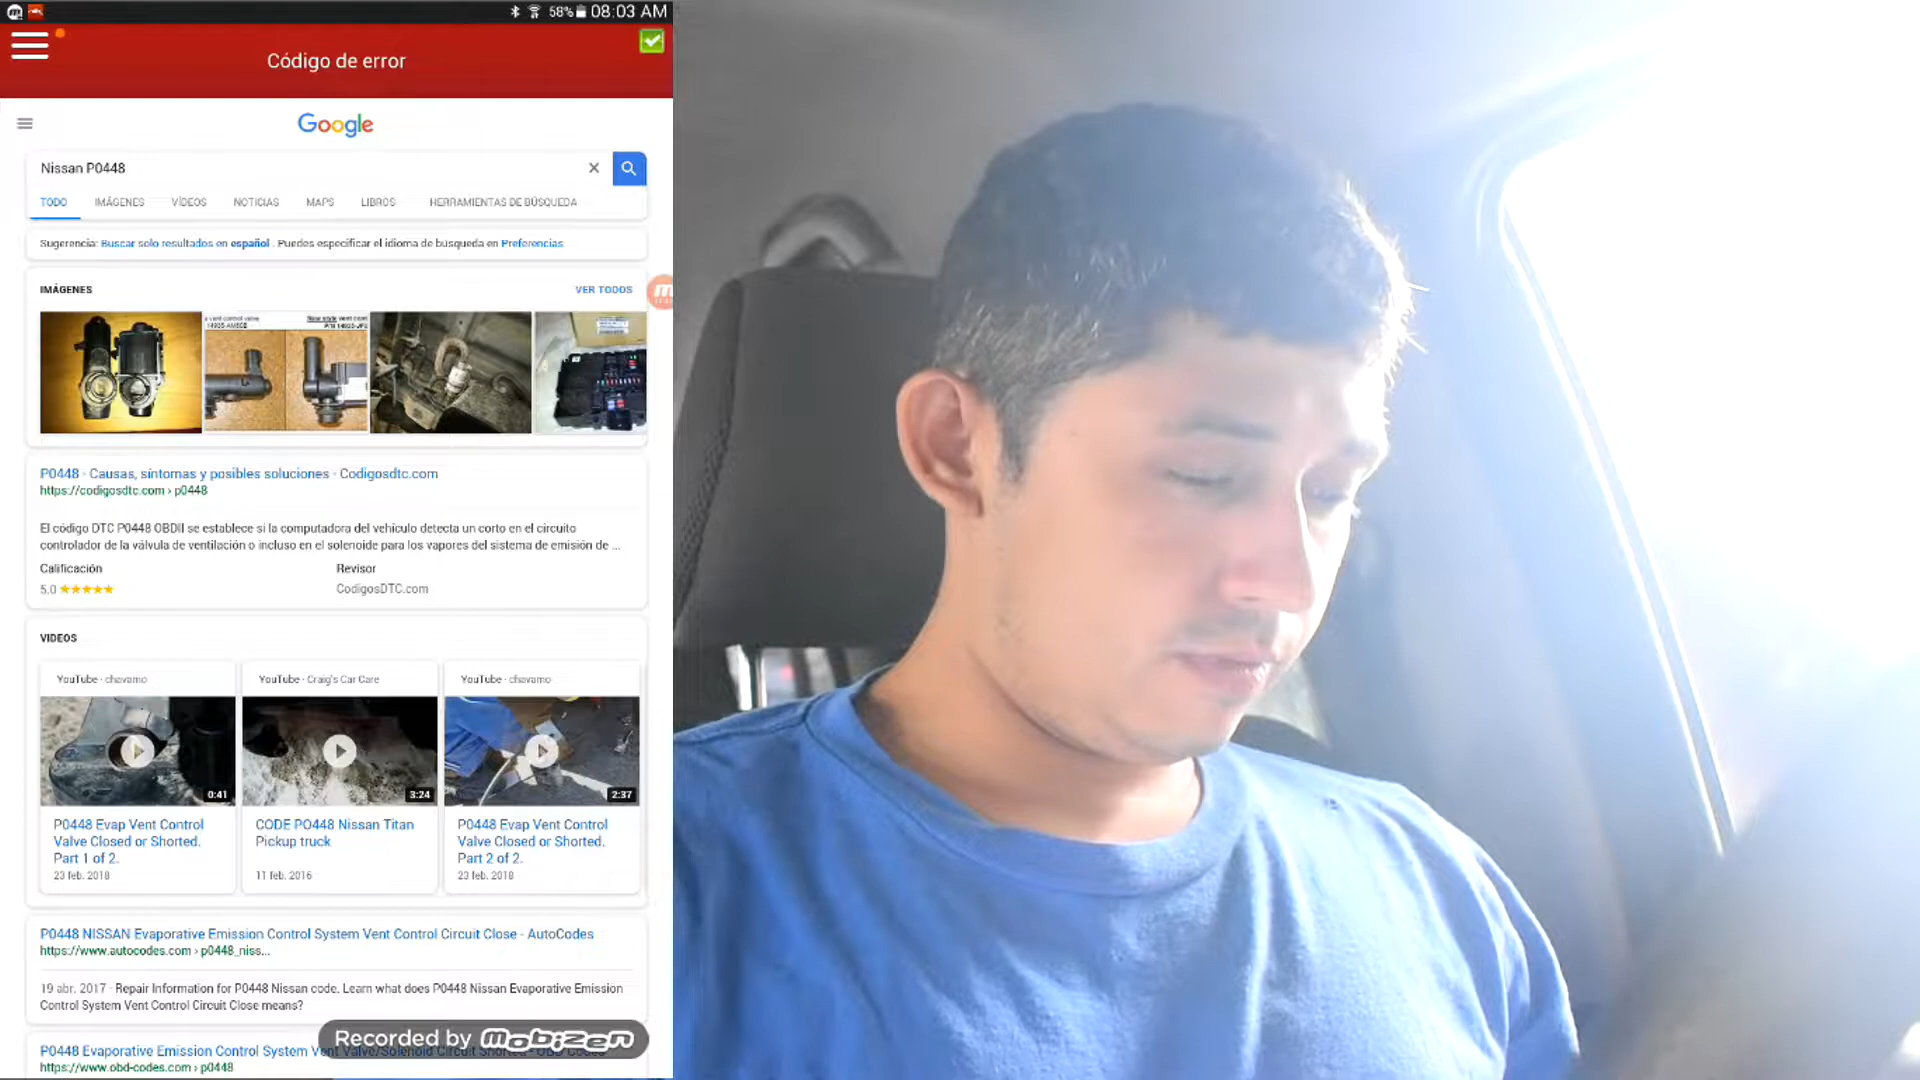 58% 08:03 AM
Código de error
Google
Nissan P0448
TODO IMÁGENES VÍDEOS NOTICIAS MAPS LIBROS HERRAMIENTAS DE BÚSQUEDA
Sugerencia: Buscar solo resultados en español . Puedes especificar el idioma de búsqueda en Preferencias
IMÁGENES VER TODOS
P0448 - Causas, síntomas y posibles soluciones - Codigosdtc.com
https://codigosdtc.com › p0448
El código DTC P0448 OBDII se establece si la computadora del vehículo detecta un corto en el circuito
controlador de la válvula de ventilación o incluso en el solenoide para los vapores del sistema de emisión de ...
Calificación Revisor
5.0 ★★★★★ CodigosDTC.com
VIDEOS
YouTube - chavamo YouTube - Craig's Car Care YouTube - chavamo
0:41 3:24 2:37
P0448 Evap Vent Control CODE PO448 Nissan Titan P0448 Evap Vent Control
Valve Closed or Shorted. Pickup truck Valve Closed or Shorted.
Part 1 of 2. Part 2 of 2.
23 feb. 2018 11 feb. 2016 23 feb. 2018
P0448 NISSAN Evaporative Emission Control System Vent Control Circuit Close - AutoCodes
https://www.autocodes.com › p0448_niss...
19 abr. 2017 - Repair Information for P0448 Nissan code. Learn what does P0448 Nissan Evaporative Emission
Control System Vent Control Circuit Close means?
Recorded by mobizen
P0448 Evaporative Emission Control System Vent Valve/Solenoid Circuit Shorted - OBD Codes
https://www.obd-codes.com › p0448